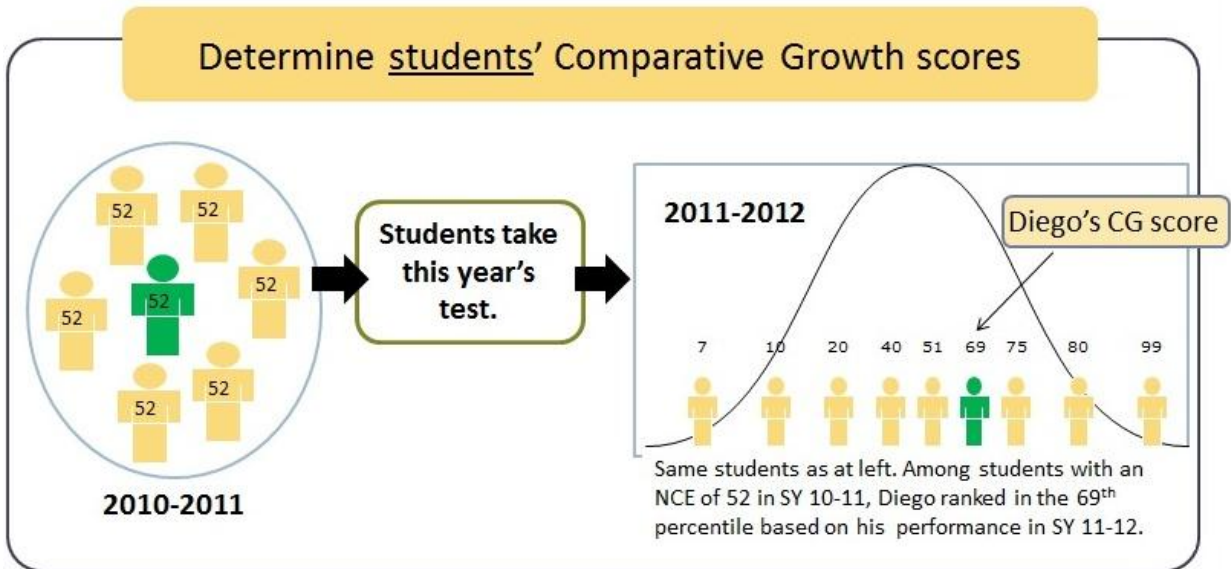 Determine students’ Comparative Growth scores
52
52
52
52
52
52
52
2010-2011
Students take
this year’s
test.
2011-2012
Diego’s CG score
7 10 20 40 51 69 75 80 99
Same students as at left. Among students with an
NCE of 52 in SY 10-11, Diego ranked in the 69th
percentile based on his performance in SY 11-12.